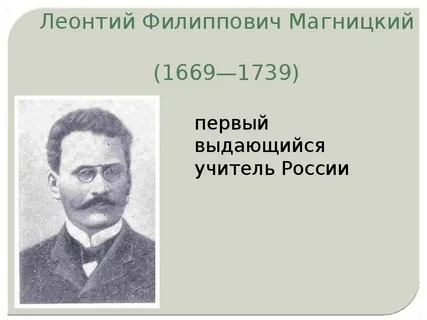 Леонтий Филиппович Магницкий
(1669—1739)
первый
выдающийся
учитель России